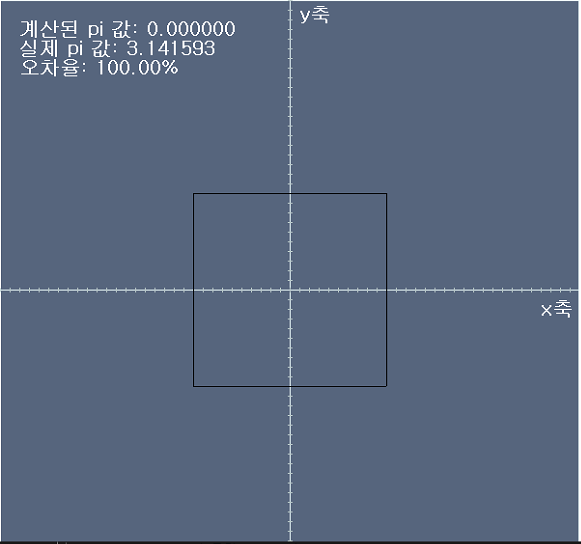 계산된 pi 값: 0.000000
실제 pi 값: 3.141593
오차율: 100.00%
y축
x축